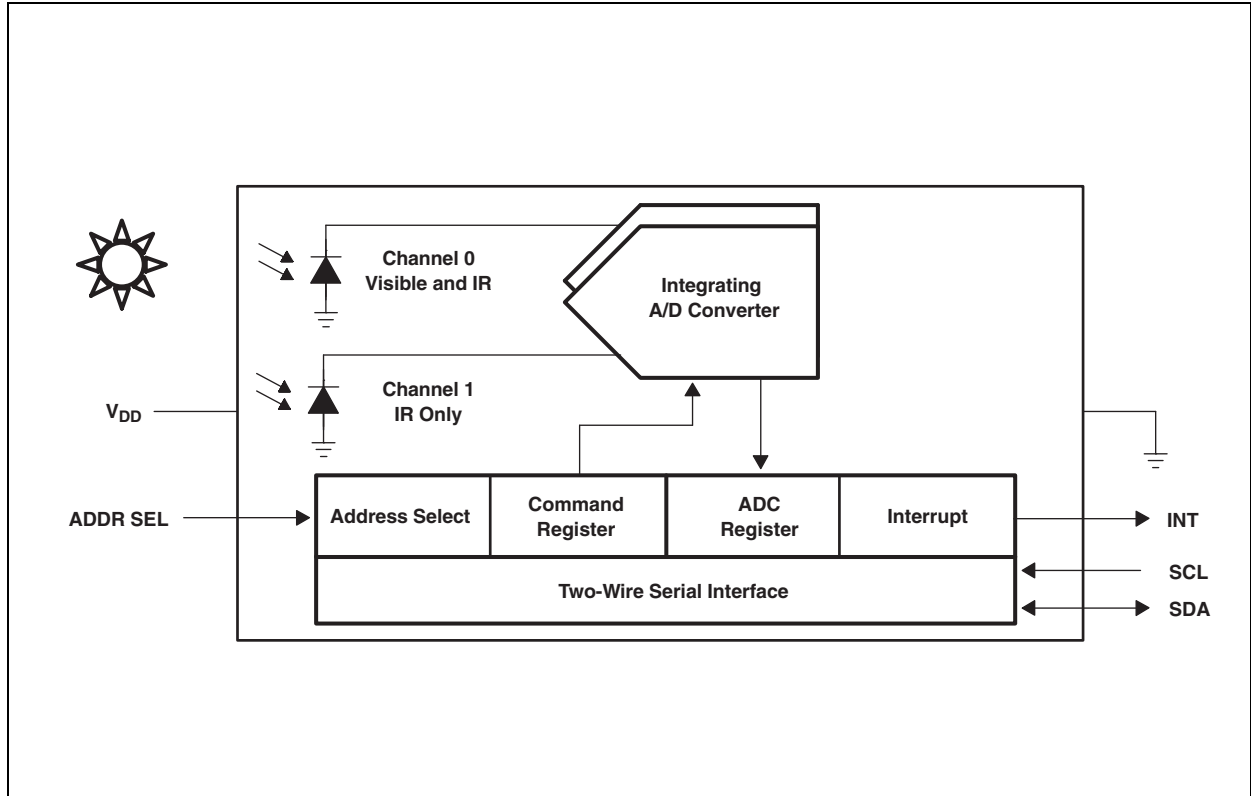 Channel 0
Visible and IR
Integrating
A/D Converter
Channel 1
IR Only
VDD
ADDR SEL
Address Select
Command
Register
ADC
Register
Interrupt
INT
Two-Wire Serial Interface
SCL
SDA